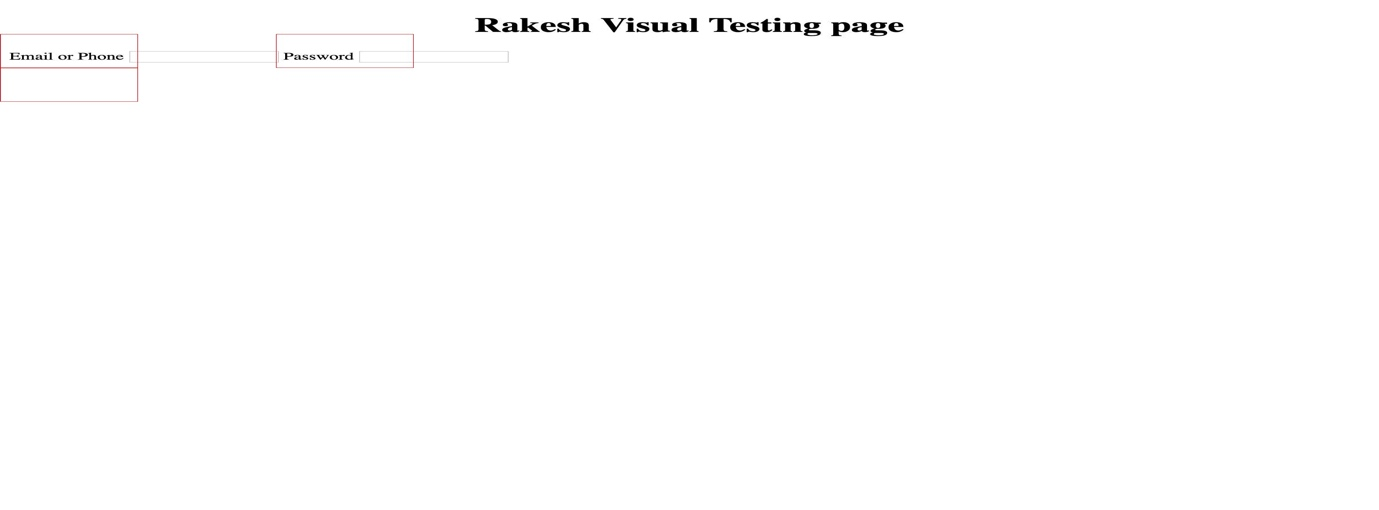 Rakesh Visual Testing page
Email or Phone Password